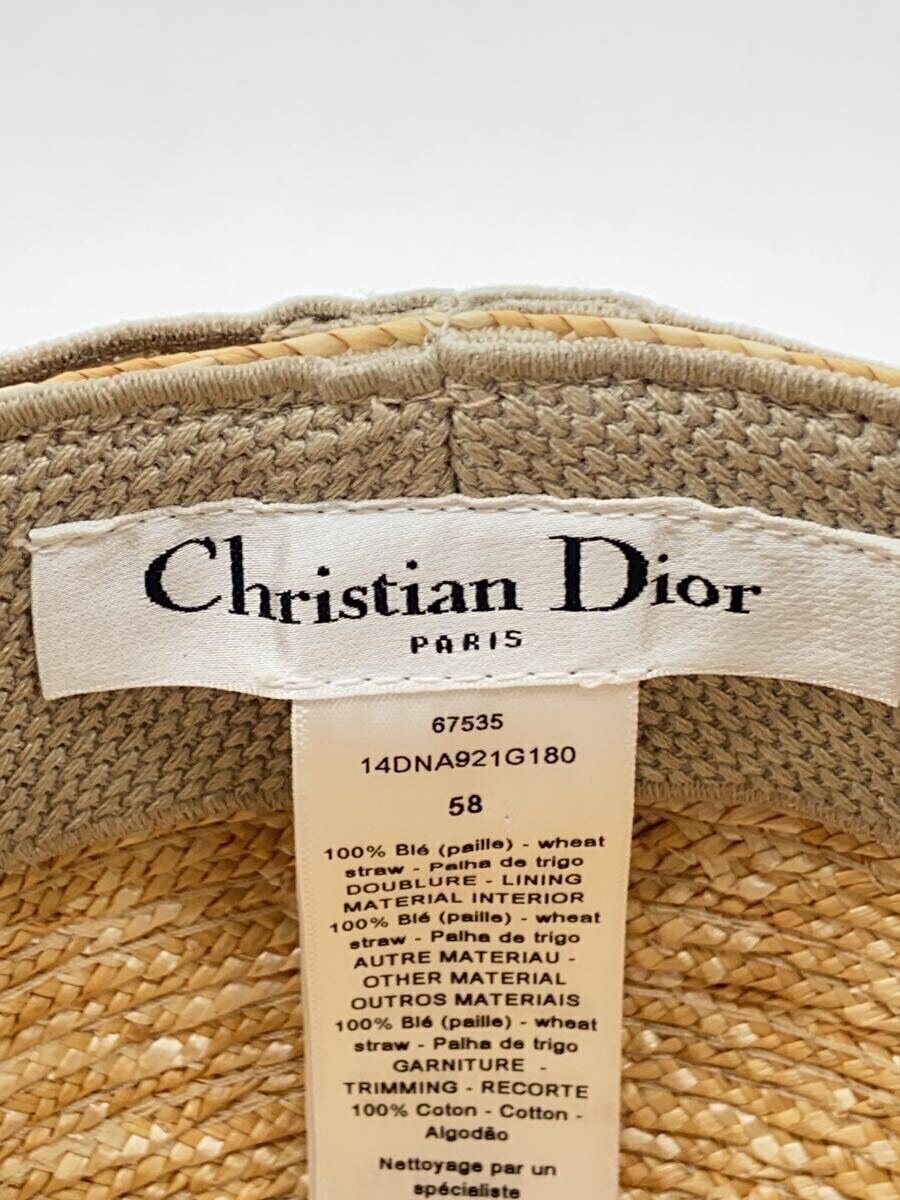 Christian Dior
PARIS
67535
14DNA921G180
58
100% Blé (paille) - wheat
straw - Palha de trigo
DOUBLURE - LINING
MATERIAL INTERIOR
100% Blé (paille) - wheat
straw - Palha de trigo
AUTRE MATERIAU -
OTHER MATERIAL
OUTROS MATERIAIS
100% Blé (paille) - wheat
straw - Palha de trigo
GARNITURE -
TRIMMING - RECORTE
100% Coton - Cotton -
Algodão
Nettoyage par un
spécialiste